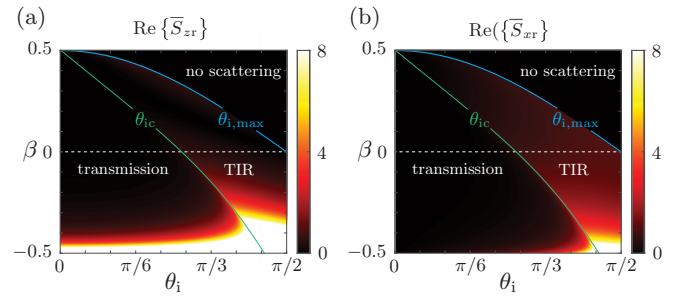 (a)
Re {S̅zr}
0.5
β 0
−0.5
no scattering
θic
θi,max
transmission
TIR
0
π/6
π/3
π/2
θi
8
4
0
(b)
Re({S̅xr}
0.5
β 0
−0.5
no scattering
θic
θi,max
transmission
TIR
0
π/6
π/3
π/2
θi
8
4
0